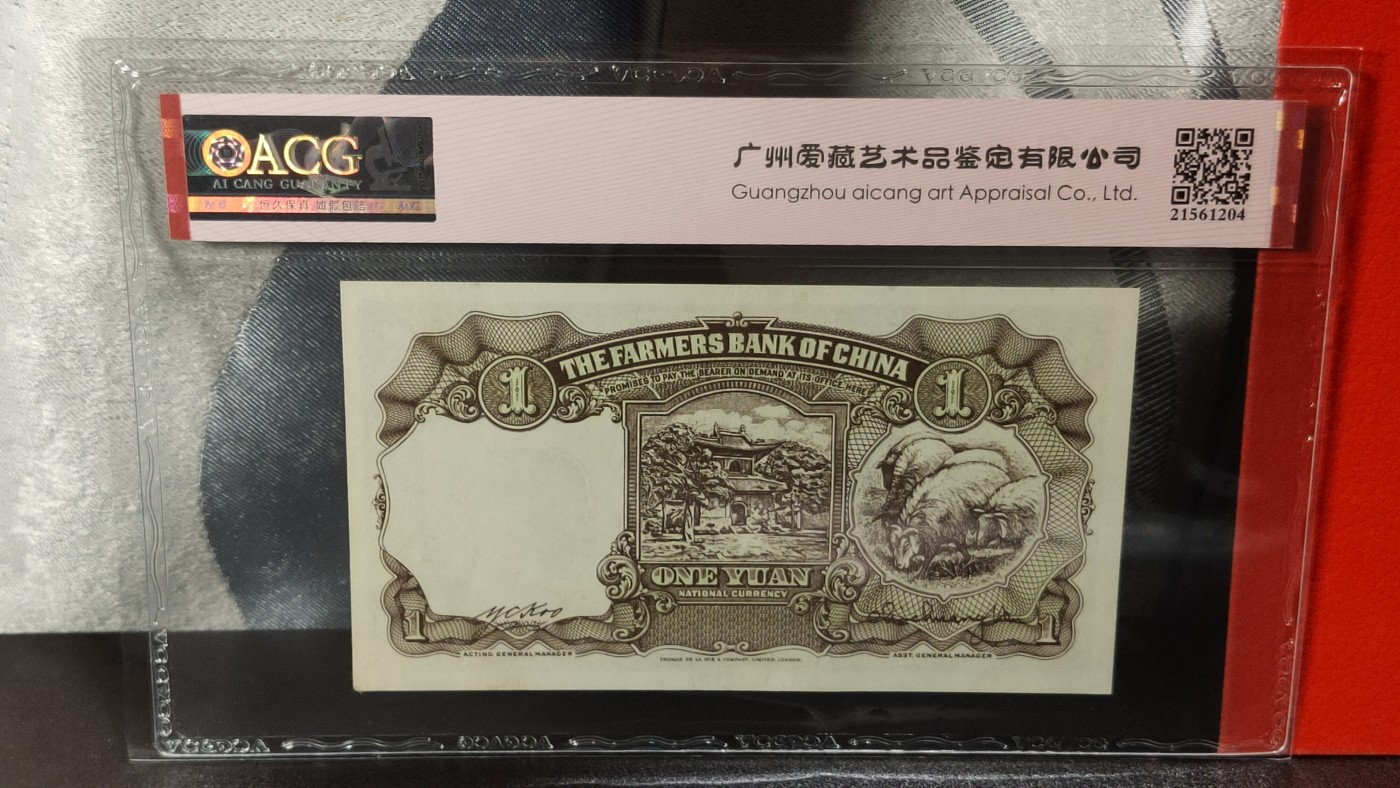 ACG
AI CANG GUARANTY
恒久保真 如假包赔
广州爱藏艺术品鉴定有限公司
Guangzhou aicang art Appraisal Co., Ltd.
21561204
THE FARMERS BANK OF CHINA
PROMISES TO PAY THE BEARER ON DEMAND AT ITS OFFICE HERE
1
1
ONE YUAN
NATIONAL CURRENCY
1
1
ACTING GENERAL MANAGER
ASST. GENERAL MANAGER
THOMAS DE LA RUE & COMPANY, LIMITED, LONDON.